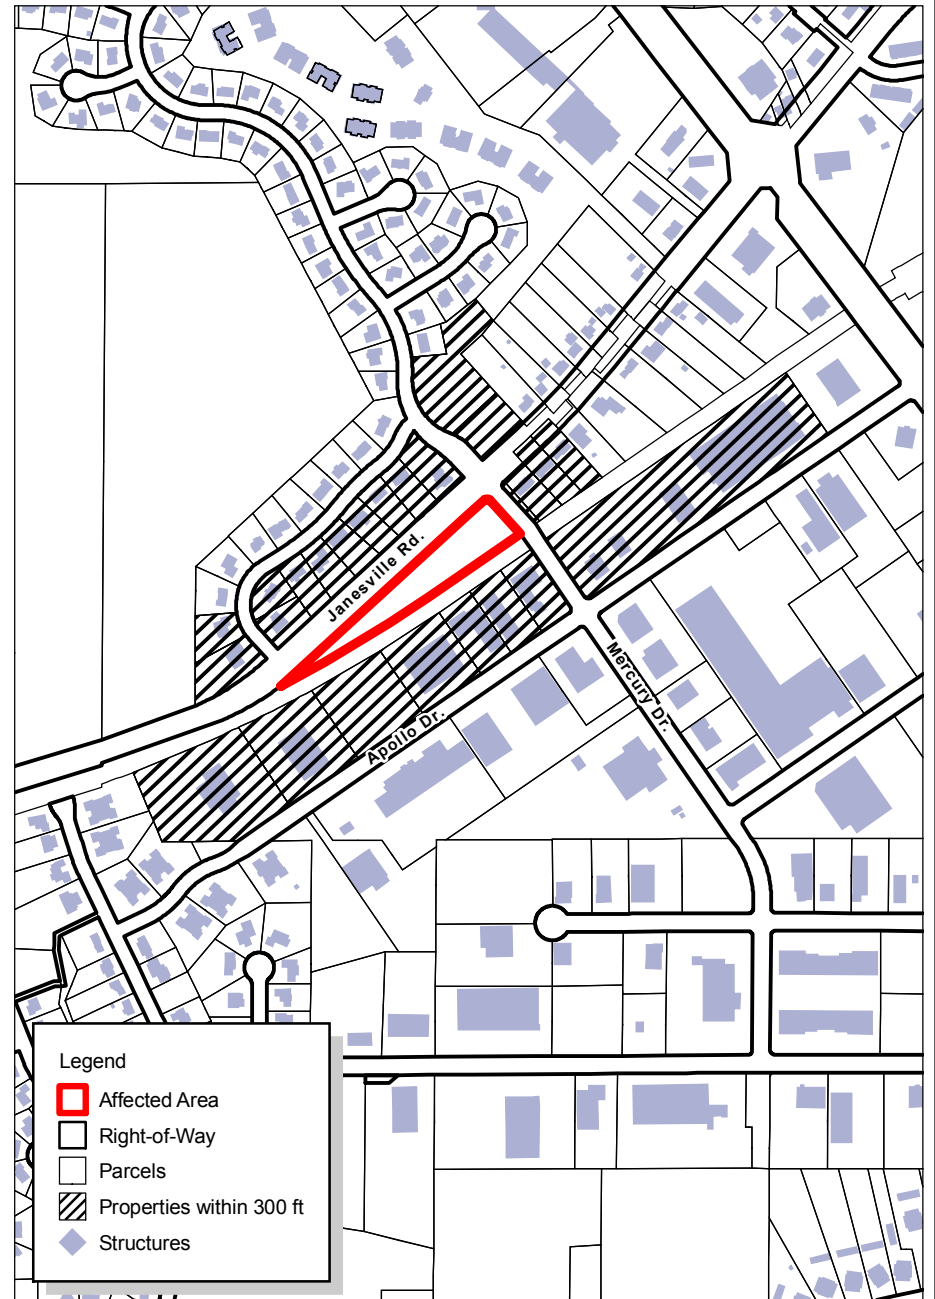 Janesville Rd.
Mercury Dr.
Apollo Dr.
Legend
Affected Area
Right-of-Way
Parcels
Properties within 300 ft
Structures